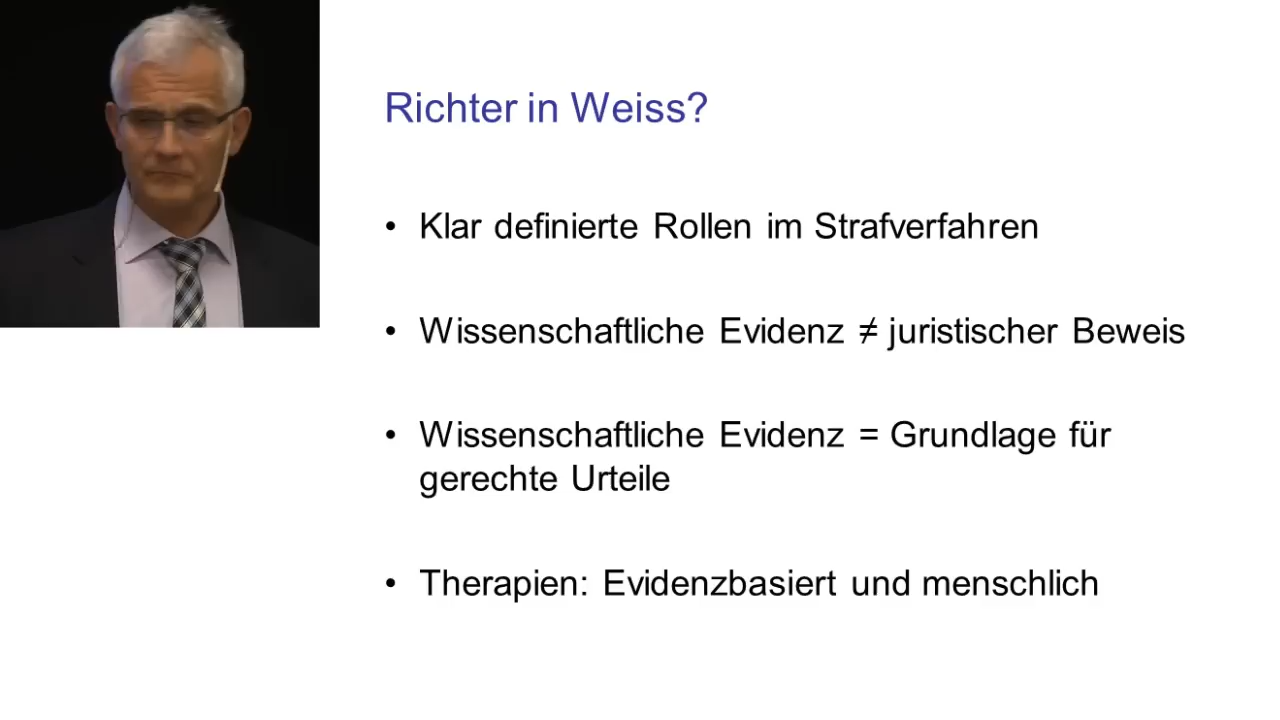 Richter in Weiss?
• Klar definierte Rollen im Strafverfahren
• Wissenschaftliche Evidenz ≠ juristischer Beweis
• Wissenschaftliche Evidenz = Grundlage für
gerechte Urteile
• Therapien: Evidenzbasiert und menschlich